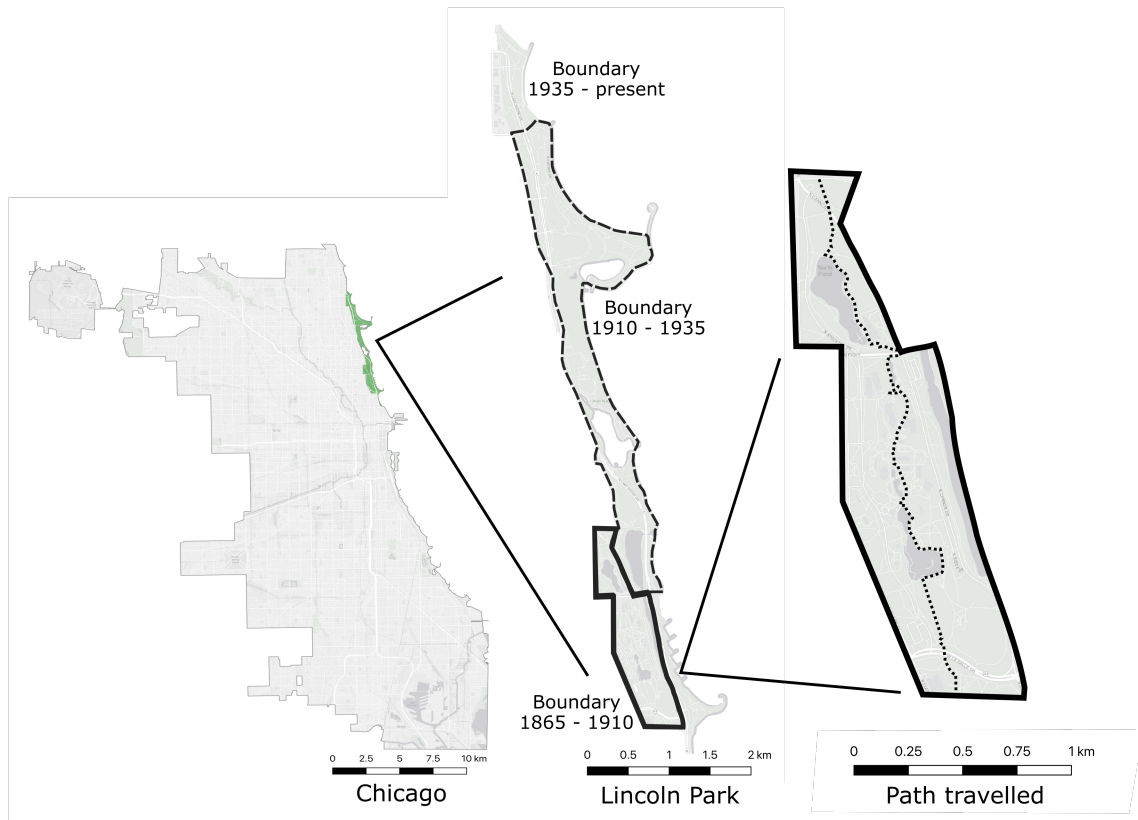 Boundary
1935 - present
Boundary
1910 - 1935
Boundary
1865 - 1910
0 2.5 5 7.5 10 km
Chicago
0 0.5 1 1.5 2 km
Lincoln Park
0 0.25 0.5 0.75 1 km
Path travelled